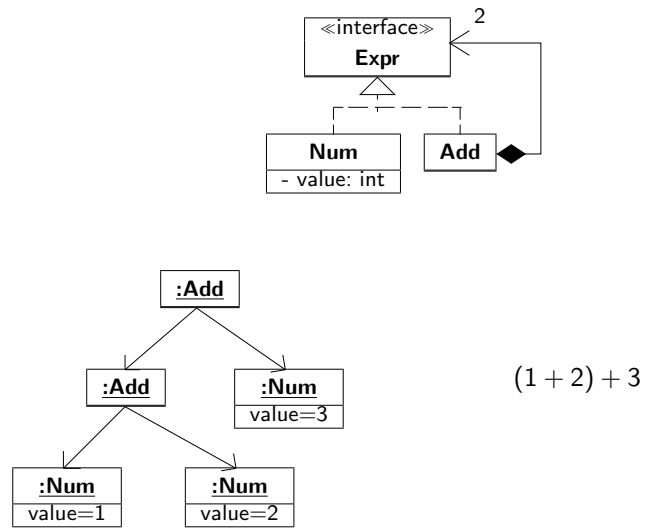 2
≪interface≫
Expr
Num
Add
- value: int
:Add
:Add
:Num
value=3
(1 + 2) + 3
:Num
:Num
value=1
value=2